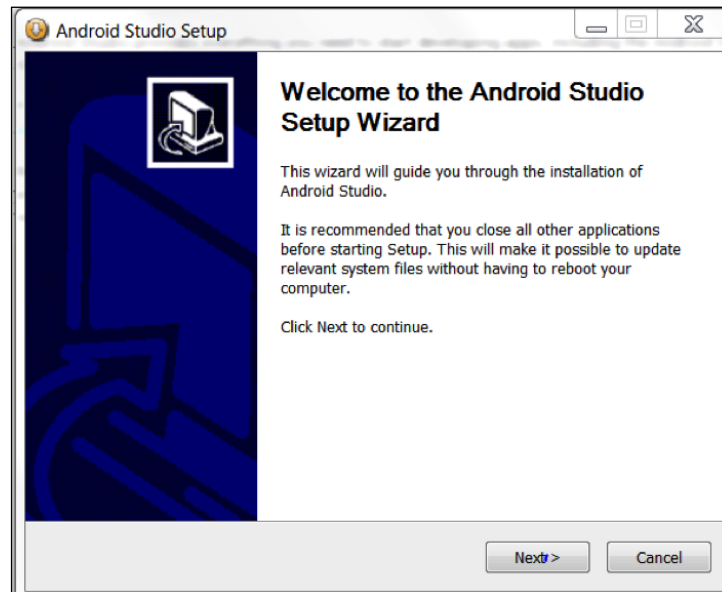 Android Studio Setup
Welcome to the Android Studio
Setup Wizard
This wizard will guide you through the installation of
Android Studio.
It is recommended that you close all other applications
before starting Setup. This will make it possible to update
relevant system files without having to reboot your
computer.
Click Next to continue.
Next >
Cancel